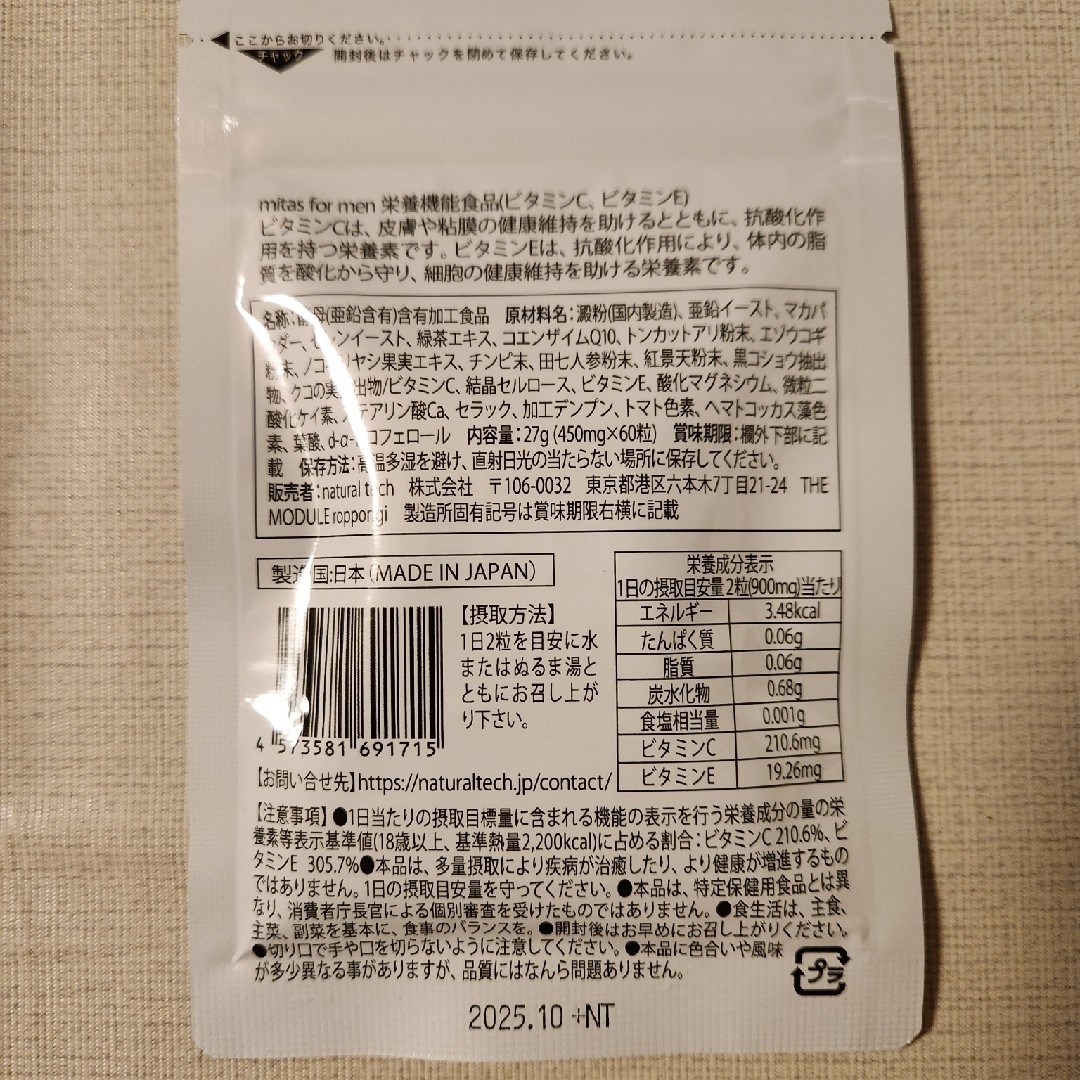 ここからお切りください。
チャック 開封後はチャックを閉めて保存してください。
mitas for men 栄養機能食品(ビタミンC、ビタミンE)
ビタミンCは、皮膚や粘膜の健康維持を助けるとともに、抗酸化作
用を持つ栄養素です。ビタミンEは、抗酸化作用により、体内の脂
質を酸化から守り、細胞の健康維持を助ける栄養素です。
名称: 母(亜鉛含有)含有加工食品 原材料名:澱粉(国内製造)、亜鉛イースト、マカパ
ダー、 ンイースト、緑茶エキス、コエンザイムQ10、トンカットアリ粉末、エゾウコギ
末、ノコ リヤシ果実エキス、チンピ末、田七人参粉末、紅景天粉末、黒コショウ抽出
物、クコの実 出物/ビタミンC、結晶セルロース、ビタミンE、酸化マグネシウム、微粒二
酸化ケイ素、 テアリン酸Ca、セラック、加工デンプン、トマト色素、ヘマトコッカス藻色
素、葉酸、d-α- コフェロール 内容量:27g (450mg×60粒) 賞味期限:欄外下部に記
載 保存方法:高温多湿を避け、直射日光の当たらない場所に保存してください。
販売者:natural tech 株式会社 〒106-0032 東京都港区六本木7丁目21-24 THE
MODULE roppongi 製造所固有記号は賞味期限右横に記載
製造国:日本 (MADE IN JAPAN)
【摂取方法】
1日2粒を目安に水
またはぬるま湯と
ともにお召し上が
り下さい。
4 573581 691715
【お問い合せ先】https://naturaltech.jp/contact/
栄養成分表示
1日の摂取目安量2粒(900mg)当たり
エネルギー 3.48kcal
たんぱく質 0.06g
脂質 0.06g
炭水化物 0.68g
食塩相当量 0.001g
ビタミンC 210.6mg
ビタミンE 19.26mg
【注意事項】●1日当たりの摂取目標量に含まれる機能の表示を行う栄養成分の量の栄
養素等表示基準値(18歳以上、基準熱量2,200kcal)に占める割合:ビタミンC 210.6%、ビ
タミンE 305.7%●本品は、多量摂取により疾病が治癒したり、より健康が増進するもの
ではありません。1日の摂取目安量を守ってください。●本品は、特定保健用食品とは異
なり、消費者庁長官による個別審査を受けたものではありません。●食生活は、主食、
主菜、副菜を基本に、食事のバランスを。●開封後はお早めにお召し上がりください。
●切り口で手や口を切らないように注意してください。●本品に色合いや風味
が多少異なる事がありますが、品質にはなんら問題ありません。
プラ
2025.10 +NT